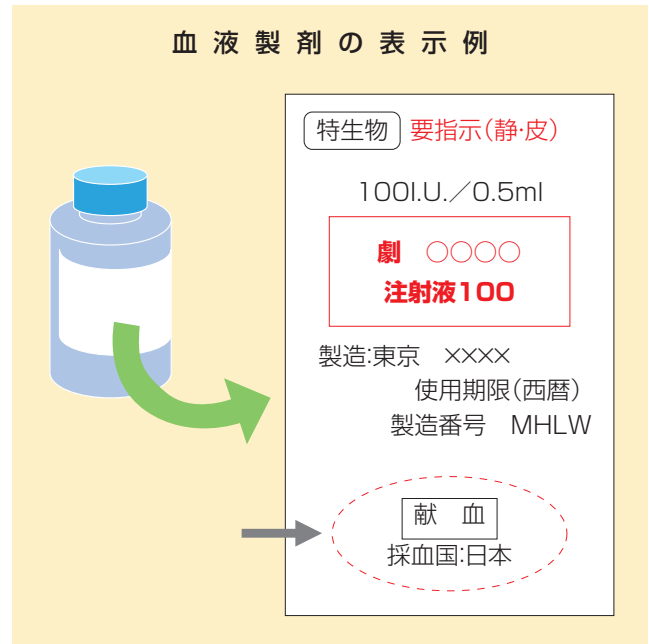 血液製剤の表示例
特生物 要指示(静・皮)
100I.U.／0.5ml
劇 ○○○○
注射液100
製造:東京 ××××
使用期限(西暦)
製造番号 MHLW
献 血
採血国:日本